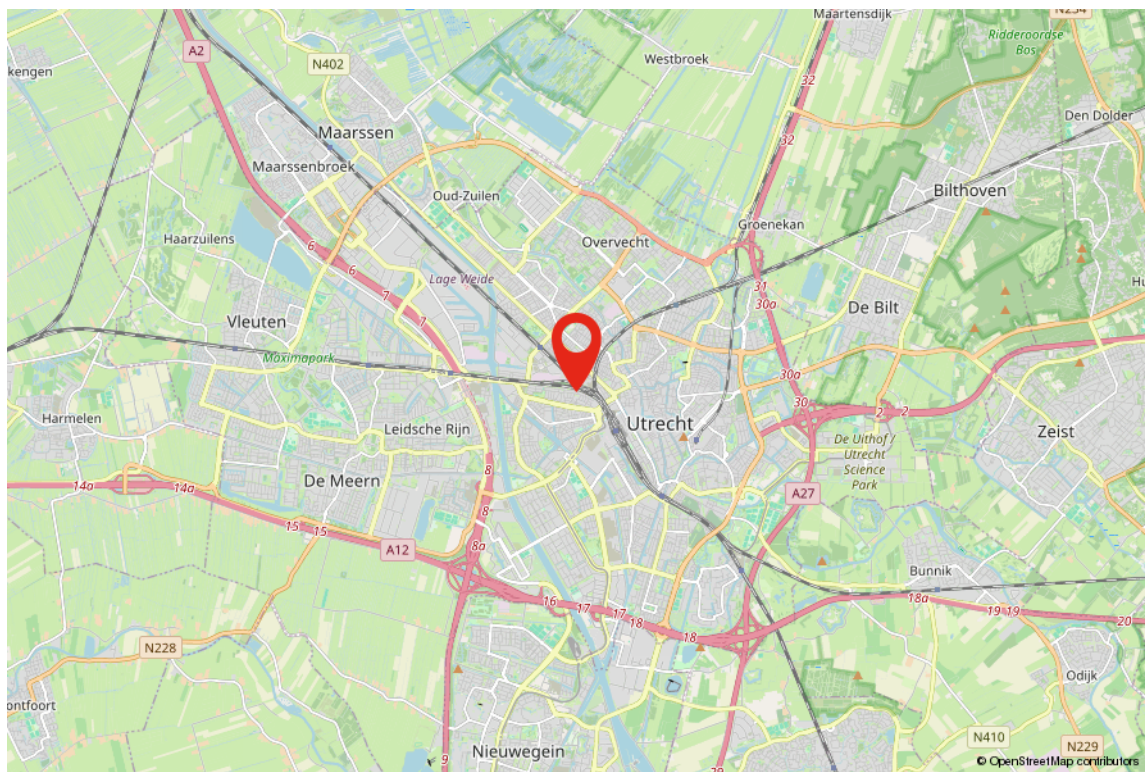 N234
Maartensdijk
Ridderoordse
Bos
A2
N402
Westbroek
32
Den Dolder
Maarssen
32
Maarssenbroek
Bilthoven
Oud-Zuilen
Groenekan
Haarzuilens
Overvecht
6
6
Lage Weide
7
31
30a
De Bilt
7
Vleuten
Maximapark
30a
Harmelen
30
2
2
Leidsche Rijn
Utrecht
Zeist
De Uithof /
Utrecht
Science
Park
8
De Meern
14a
14a
A27
8
15
15
8a
A12
Bunnik
16
17
17
18
18
18a
19
19
20
N228
Odijk
Nieuwegein
N410
N229
9
29
© OpenStreetMap contributors